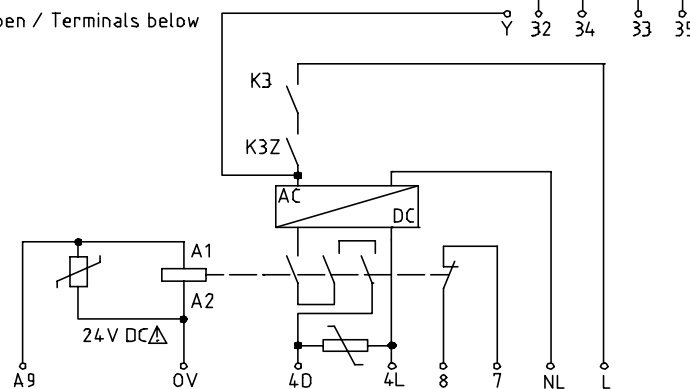 pen / Terminals below
Y 32 34 33 35
K3
K3Z
AC
DC
A1
A2
24V DC
A9 0V 4D 4L 8 7 NL L